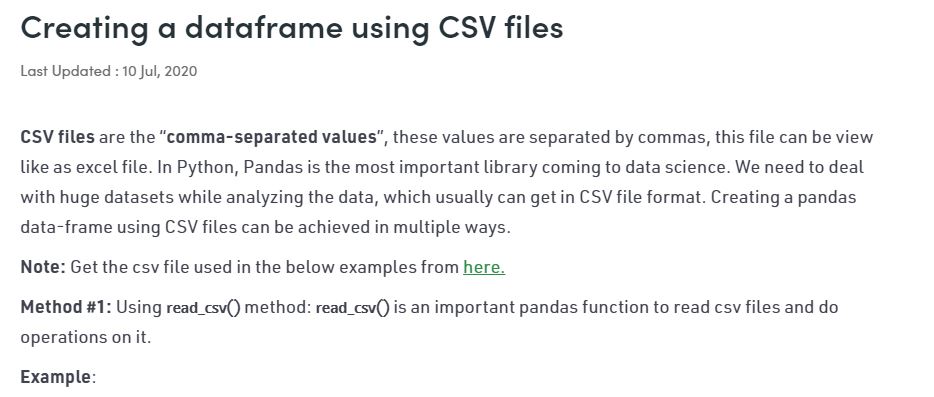 Creating a dataframe using CSV files
Last Updated : 10 Jul, 2020
CSV files are the “comma-separated values”, these values are separated by commas, this file can be view
like as excel file. In Python, Pandas is the most important library coming to data science. We need to deal
with huge datasets while analyzing the data, which usually can get in CSV file format. Creating a pandas
data-frame using CSV files can be achieved in multiple ways.
Note: Get the csv file used in the below examples from here.
Method #1: Using read_csv() method: read_csv() is an important pandas function to read csv files and do
operations on it.
Example: